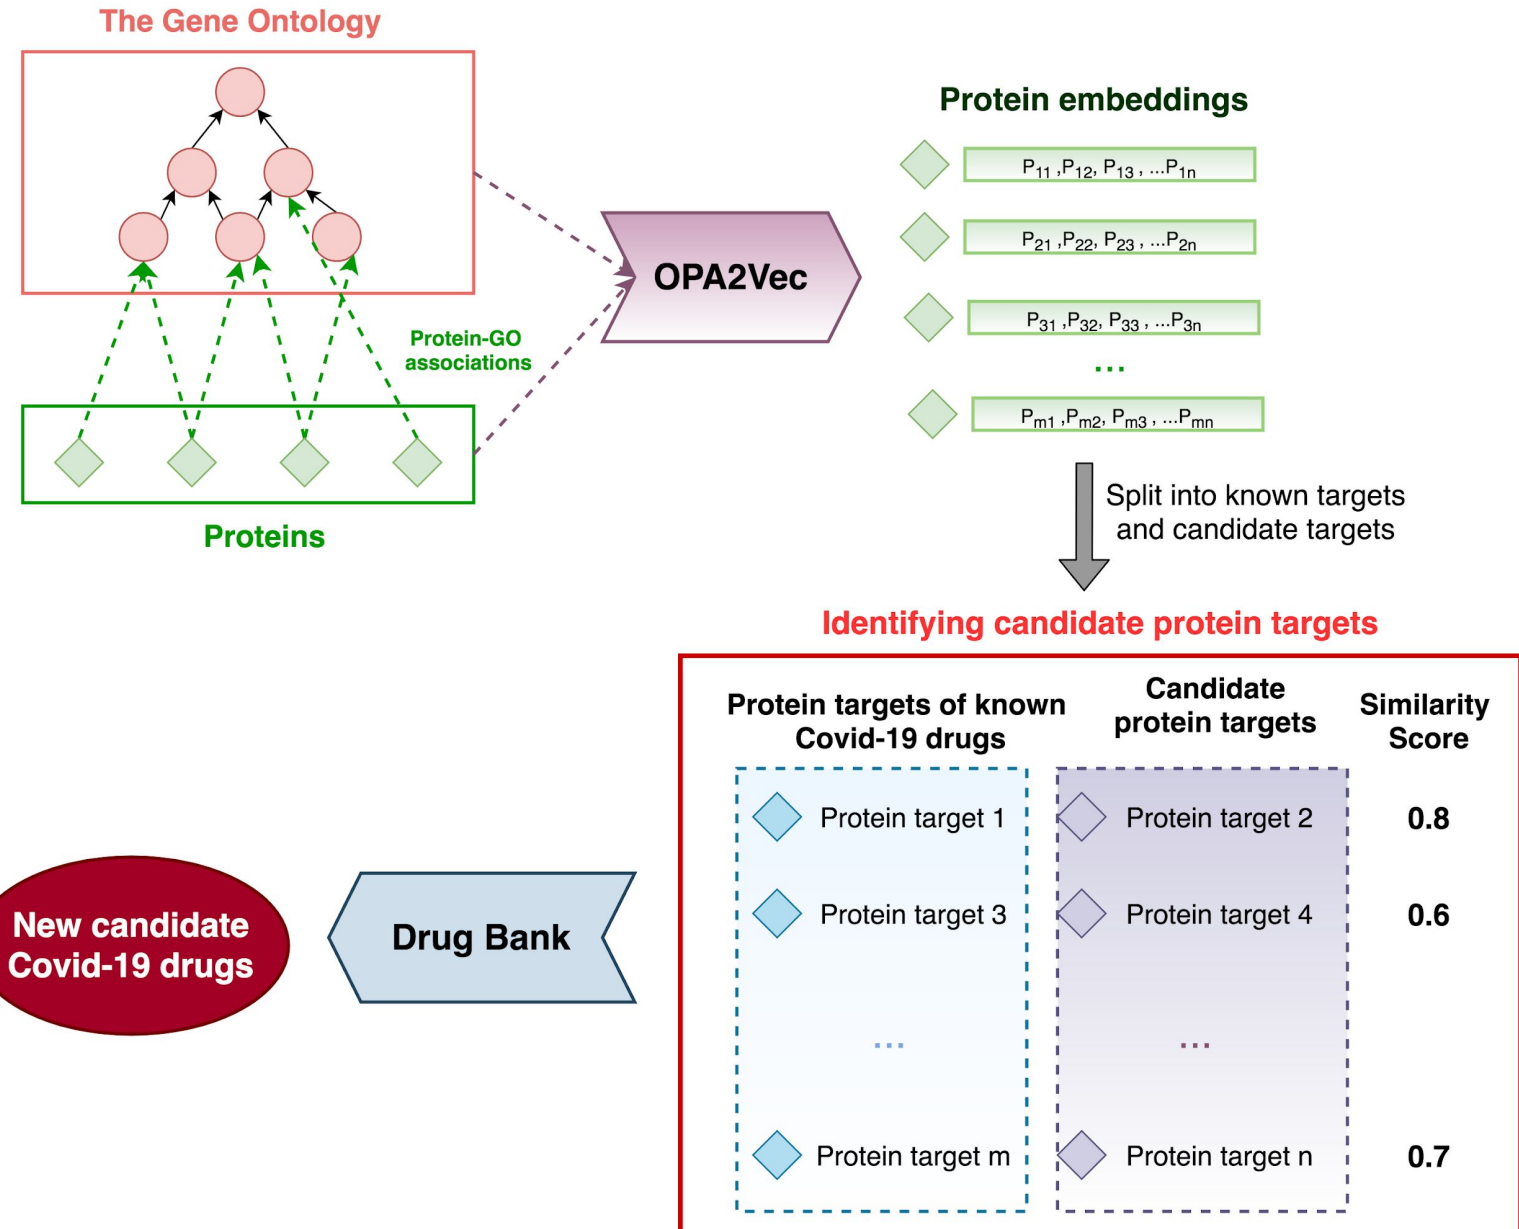 The Gene Ontology
Protein-GO
associations
Proteins
OPA2Vec
Protein embeddings
P11 ,P12, P13 , ...P1n
P21 ,P22, P23 , ...P2n
P31 ,P32, P33 , ...P3n
...
Pm1 ,Pm2, Pm3 , ...Pmn
Split into known targets
and candidate targets
Identifying candidate protein targets
Protein targets of known
Covid-19 drugs
Candidate
protein targets
Similarity
Score
Protein target 1
Protein target 2
0.8
Protein target 3
Protein target 4
0.6
...
...
Protein target m
Protein target n
0.7
Drug Bank
New candidate
Covid-19 drugs